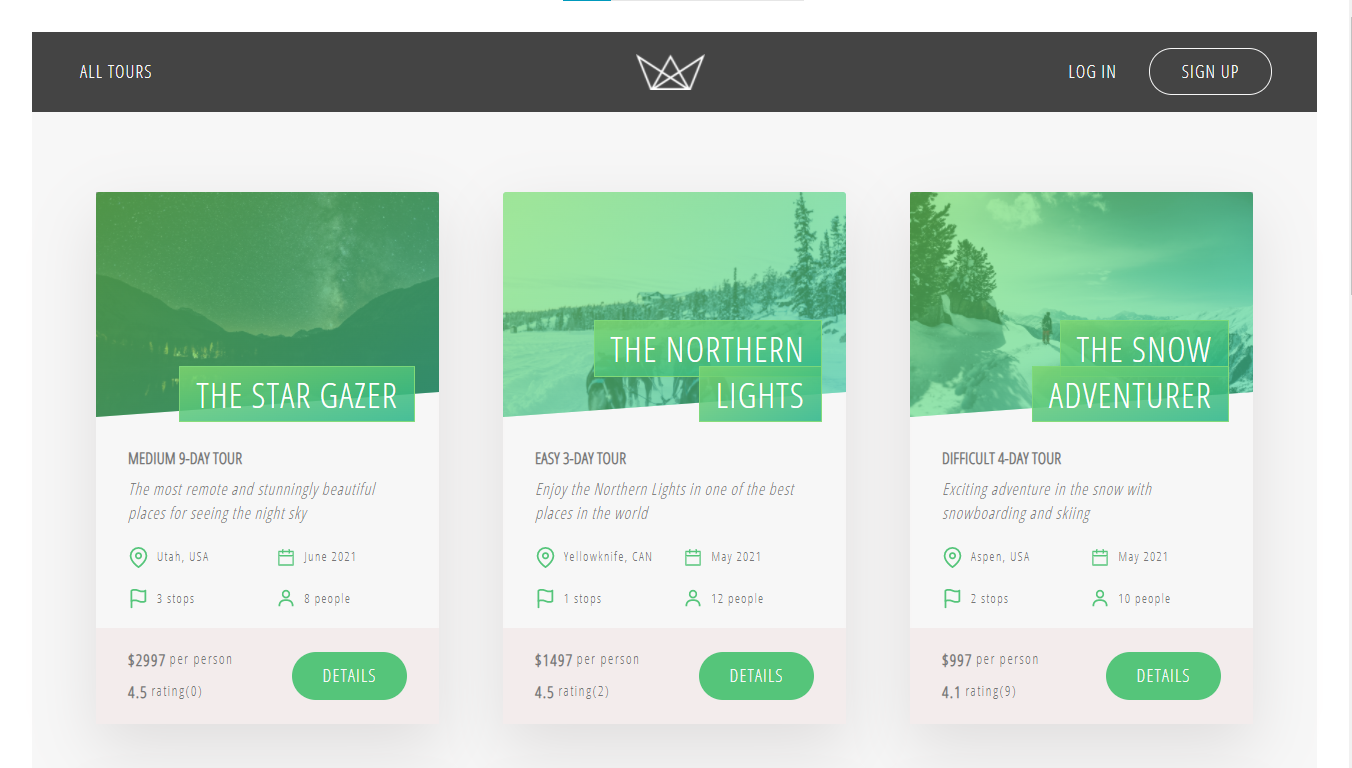 ALL TOURS
LOG IN
SIGN UP
THE STAR GAZER
MEDIUM 9-DAY TOUR
The most remote and stunningly beautiful
places for seeing the night sky
Utah, USA
June 2021
3 stops
8 people
$2997 per person
4.5 rating(0)
DETAILS
THE NORTHERN
LIGHTS
EASY 3-DAY TOUR
Enjoy the Northern Lights in one of the best
places in the world
Yellowknife, CAN
May 2021
1 stops
12 people
$1497 per person
4.5 rating(2)
DETAILS
THE SNOW
ADVENTURER
DIFFICULT 4-DAY TOUR
Exciting adventure in the snow with
snowboarding and skiing
Aspen, USA
May 2021
2 stops
10 people
$997 per person
4.1 rating(9)
DETAILS